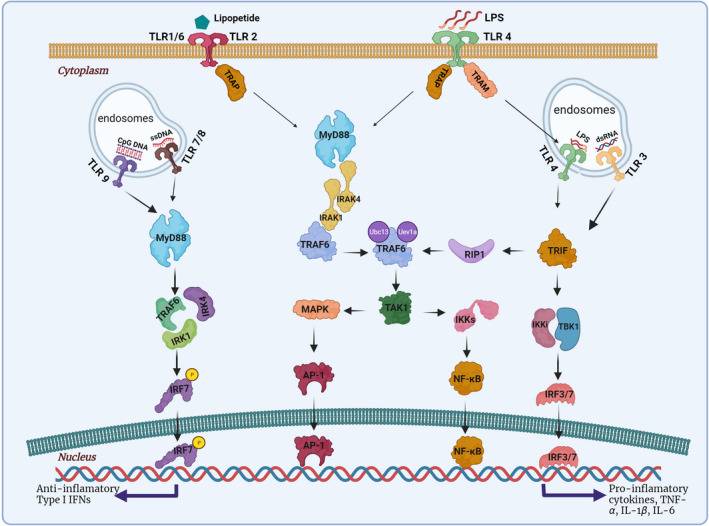 Lipopetide
TLR1/6
TLR 2
LPS
TLR 4
Cytoplasm
TRAP
TRAP
TRAM
endosomes
CpG DNA
ssDNA
TLR 7/8
TLR 9
MyD88
IRAK4
IRAK1
endosomes
LPS
dsRNA
TLR 4
TLR 3
MyD88
TRAF6
Ubc13
Uev1a
TRAF6
RIP1
TRIF
TRAF6
IRK4
IRK1
MAPK
TAK1
IKKs
IKKi
TBK1
P
IRF7
AP-1
NF-κB
IRF3/7
Nucleus
P
IRF7
AP-1
NF-κB
IRF3/7
Anti-inflamatory
Type I IFNs
Pro-inflamatory
cytokines, TNF-
α, IL-1β, IL-6